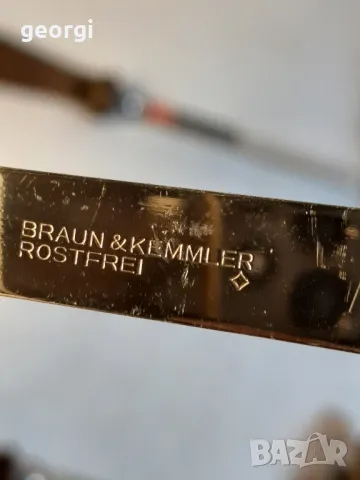 georgi
BRAUN & KEMMLER
ROSTFREI
BAZAR